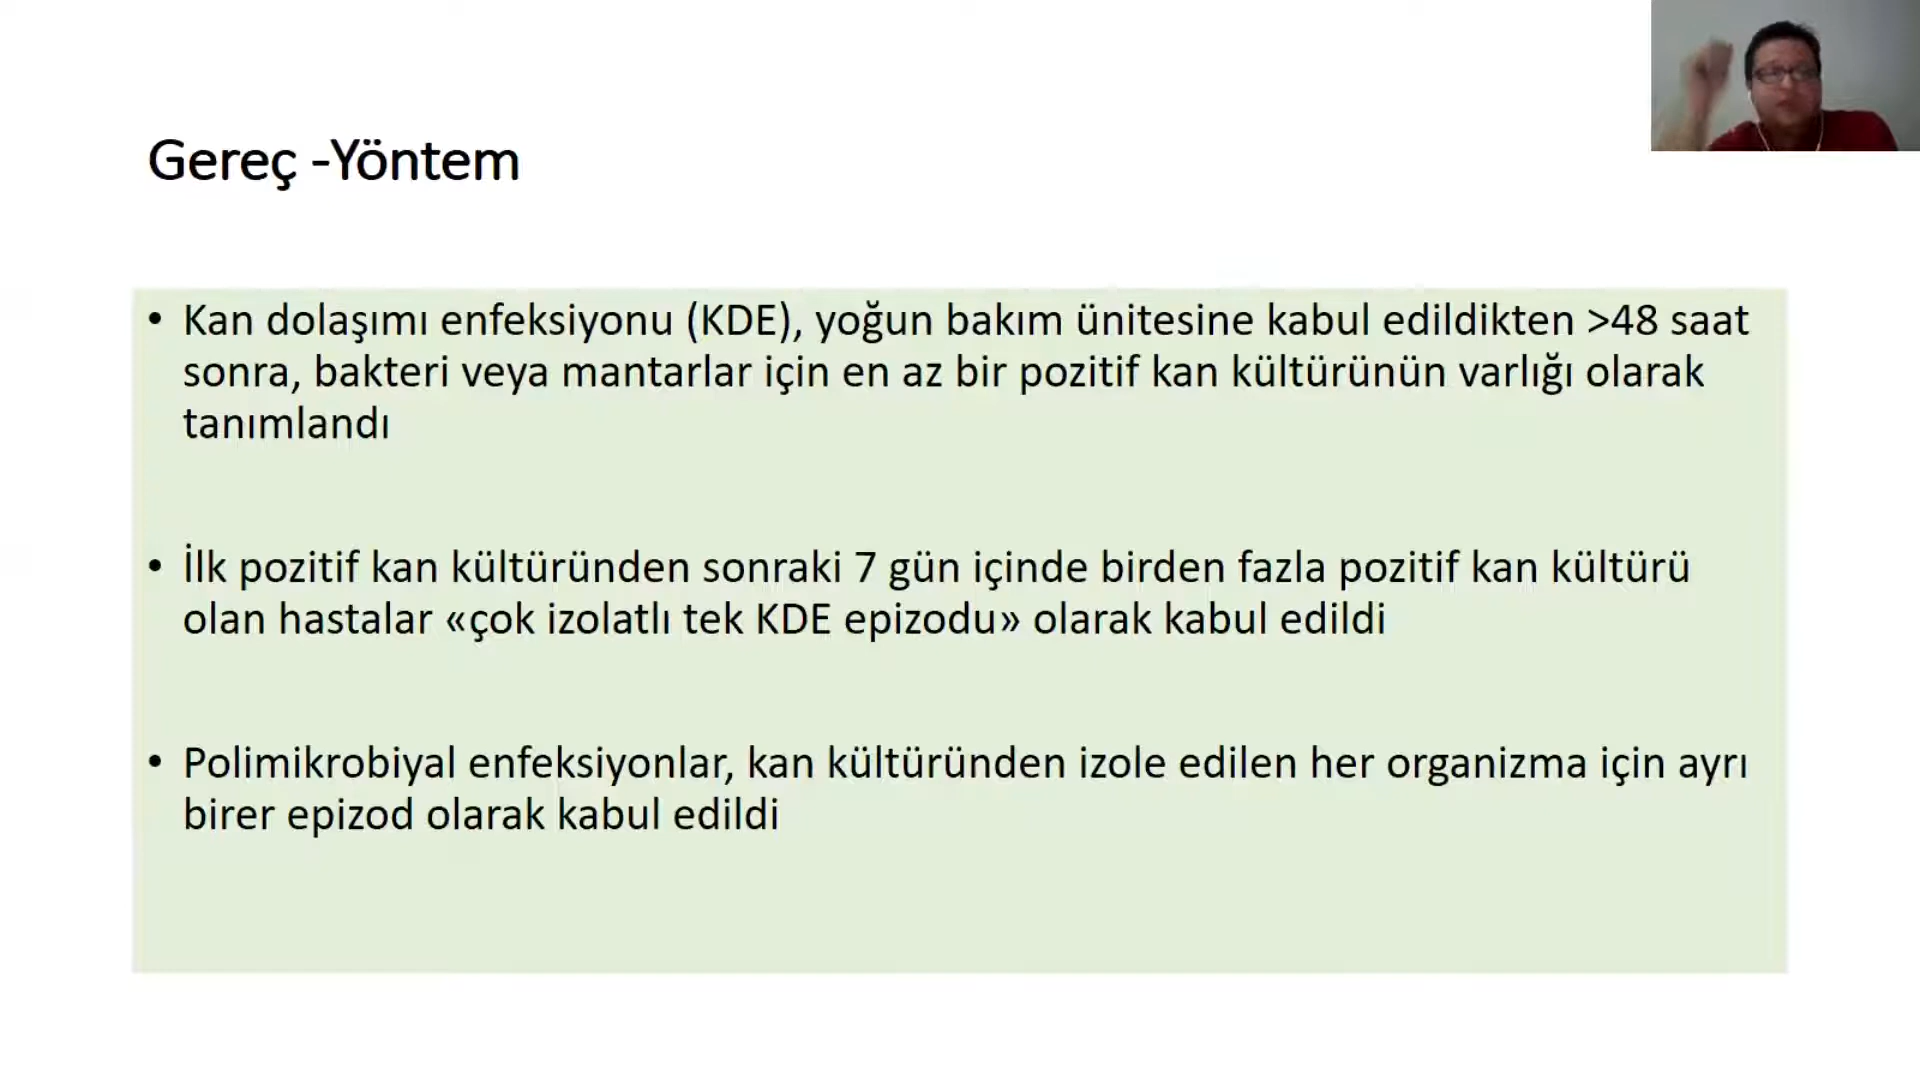 Gereç -Yöntem
• Kan dolaşımı enfeksiyonu (KDE), yoğun bakım ünitesine kabul edildikten >48 saat
sonra, bakteri veya mantarlar için en az bir pozitif kan kültürünün varlığı olarak
tanımlandı
• İlk pozitif kan kültüründen sonraki 7 gün içinde birden fazla pozitif kan kültürü
olan hastalar «çok izolatlı tek KDE epizodu» olarak kabul edildi
• Polimikrobiyal enfeksiyonlar, kan kültüründen izole edilen her organizma için ayrı
birer epizod olarak kabul edildi